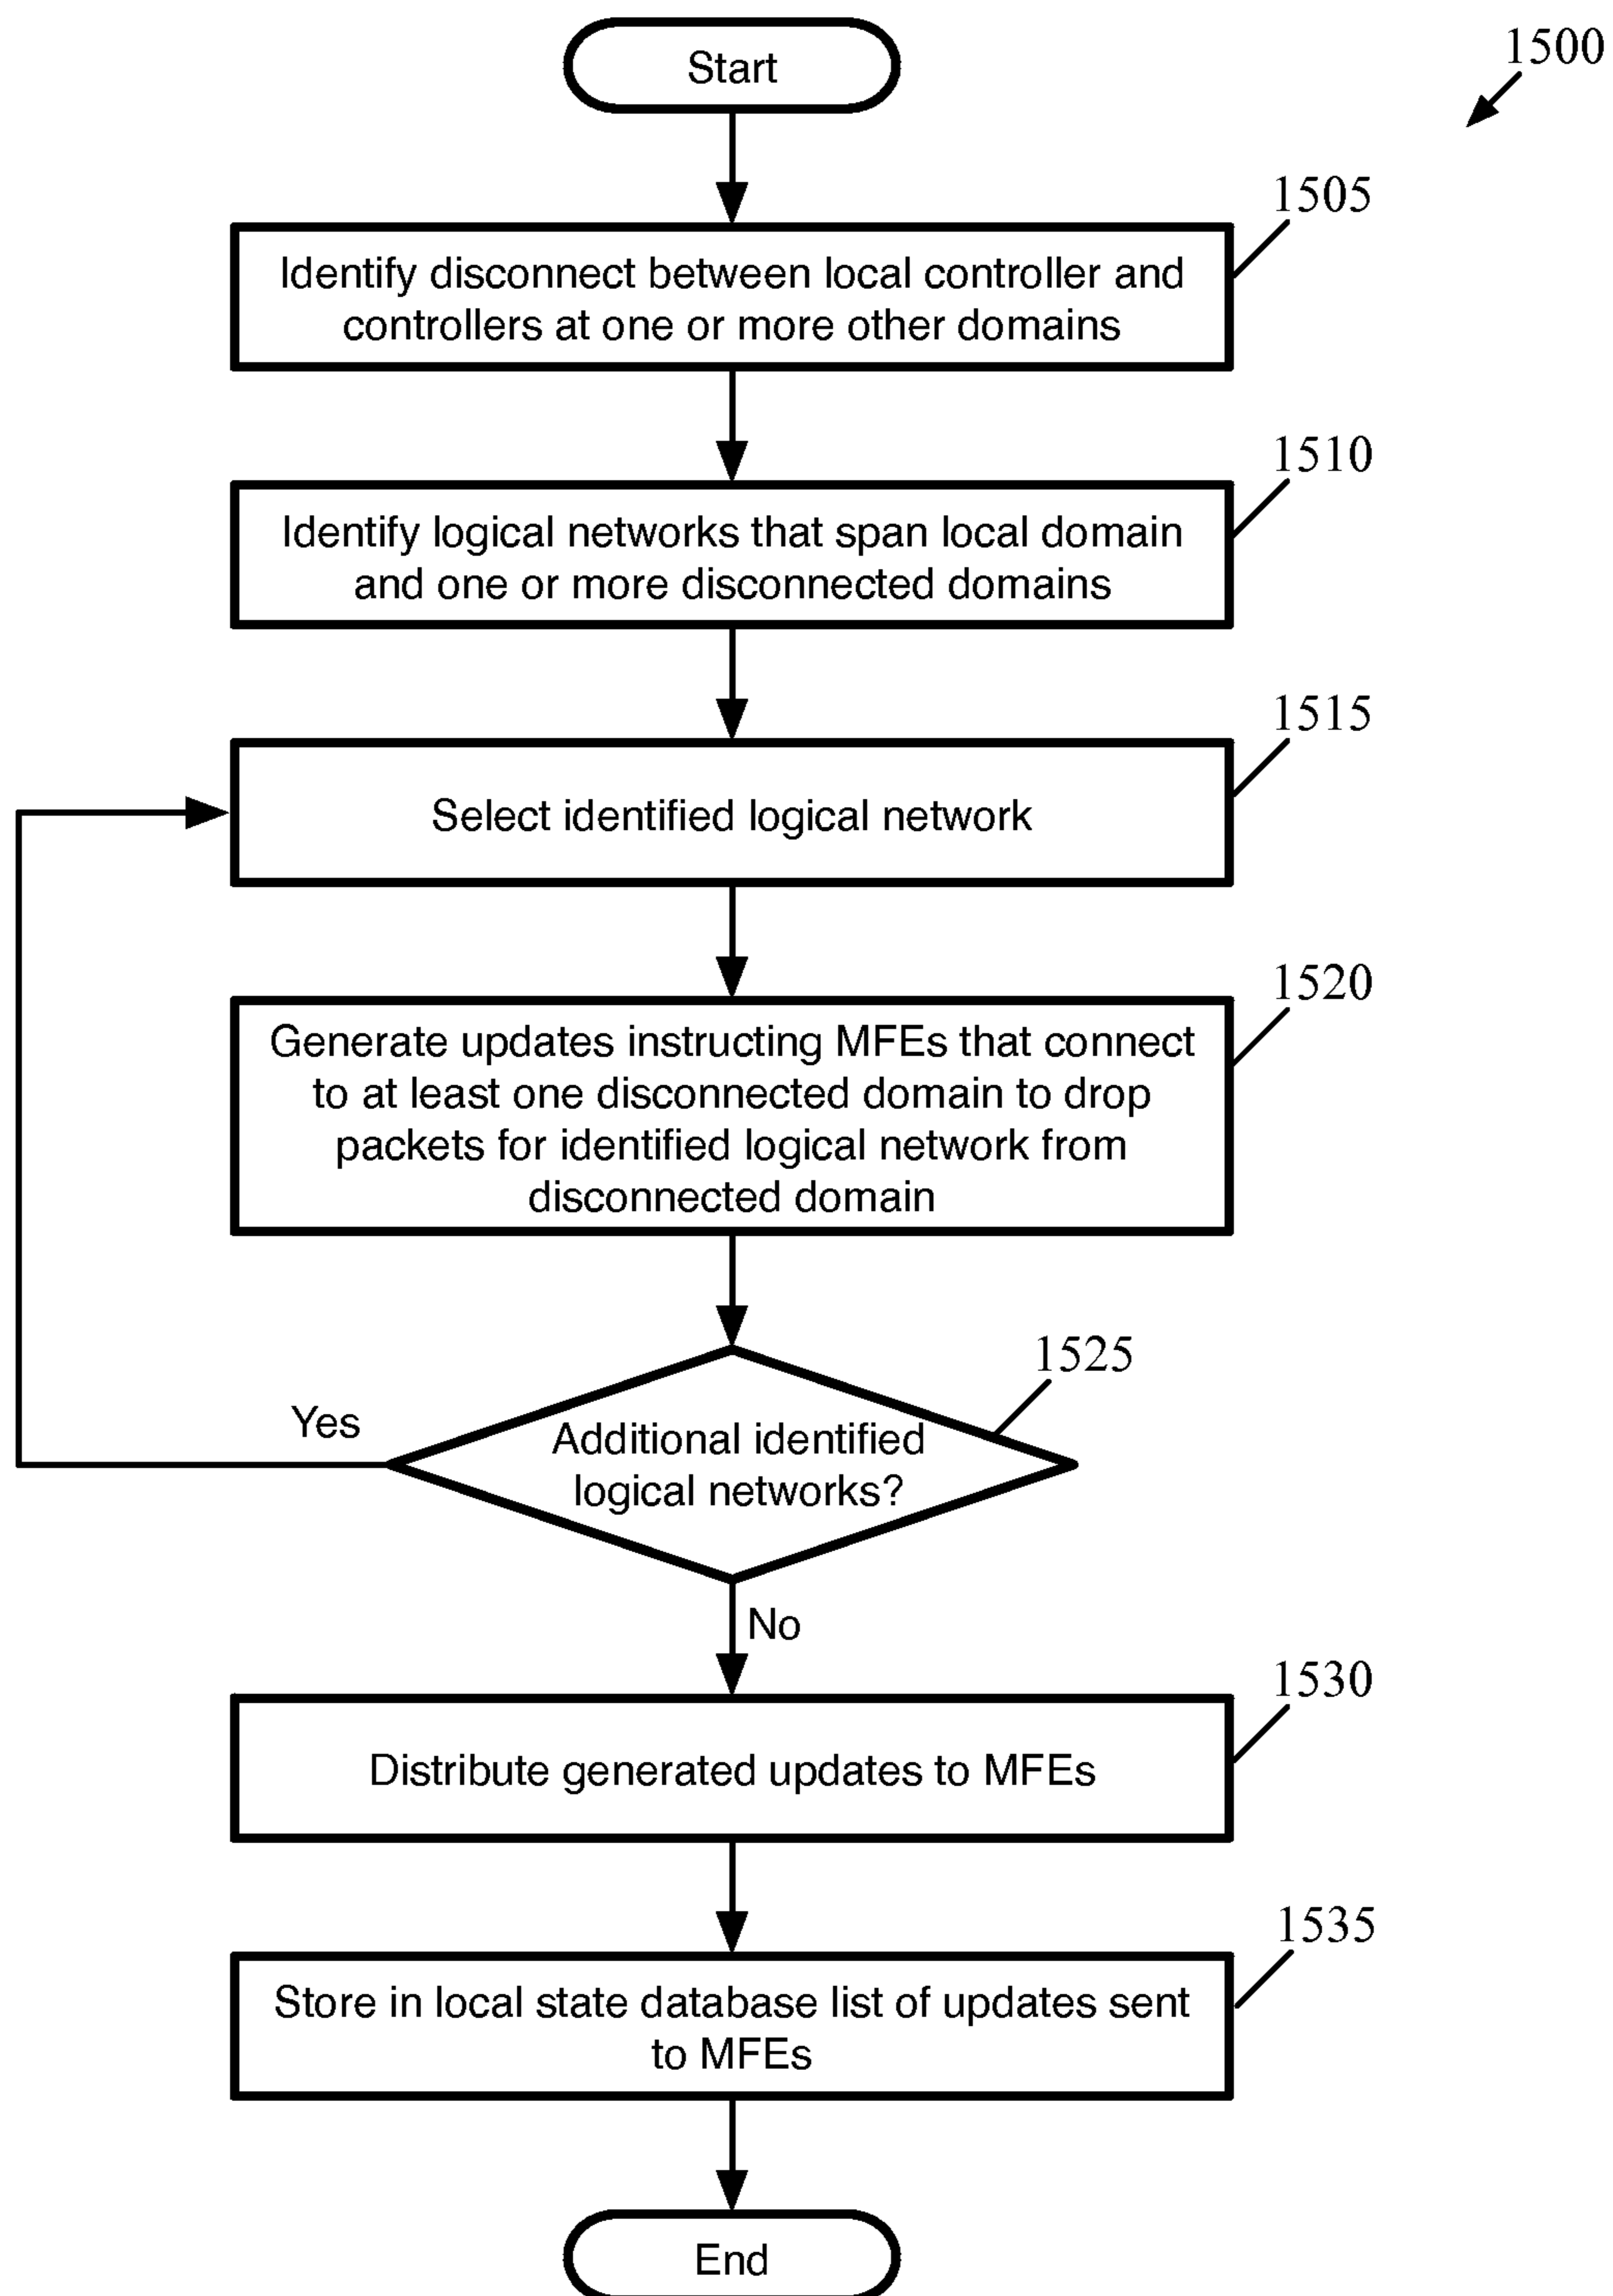 Start
1500
1505
Identify disconnect between local controller and
controllers at one or more other domains
1510
Identify logical networks that span local domain
and one or more disconnected domains
1515
Select identified logical network
1520
Generate updates instructing MFEs that connect
to at least one disconnected domain to drop
packets for identified logical network from
disconnected domain
1525
Yes
Additional identified
logical networks?
No
1530
Distribute generated updates to MFEs
1535
Store in local state database list of updates sent
to MFEs
End